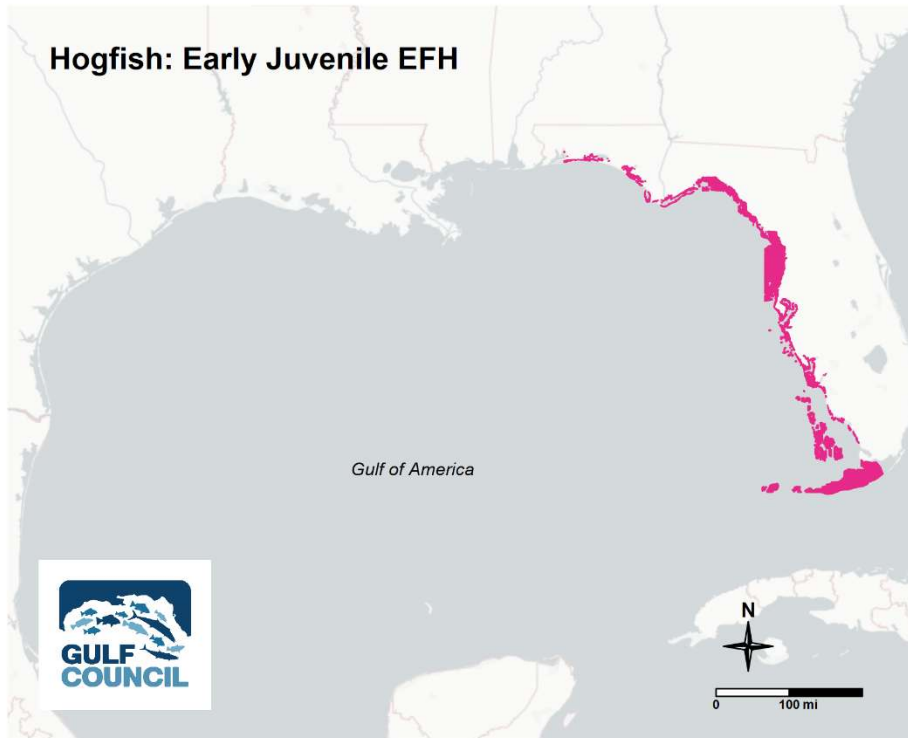 Hogfish: Early Juvenile EFH
Gulf of America
GULF
COUNCIL
N
0 100 mi